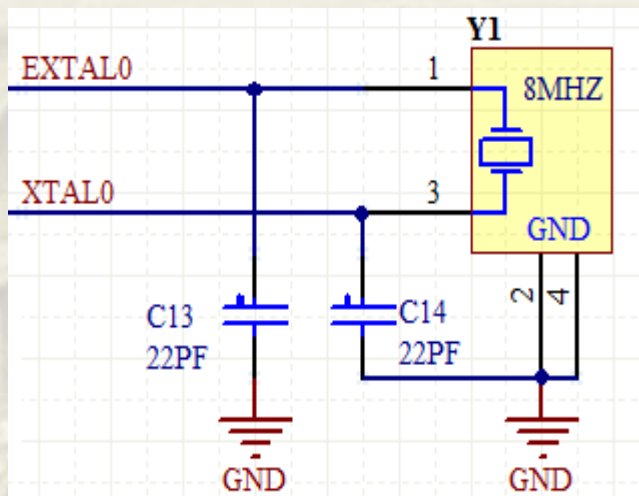 Y1
EXTAL0
1
8MHZ
XTAL0
3
GND
2
4
C13
22PF
C14
22PF
GND
GND